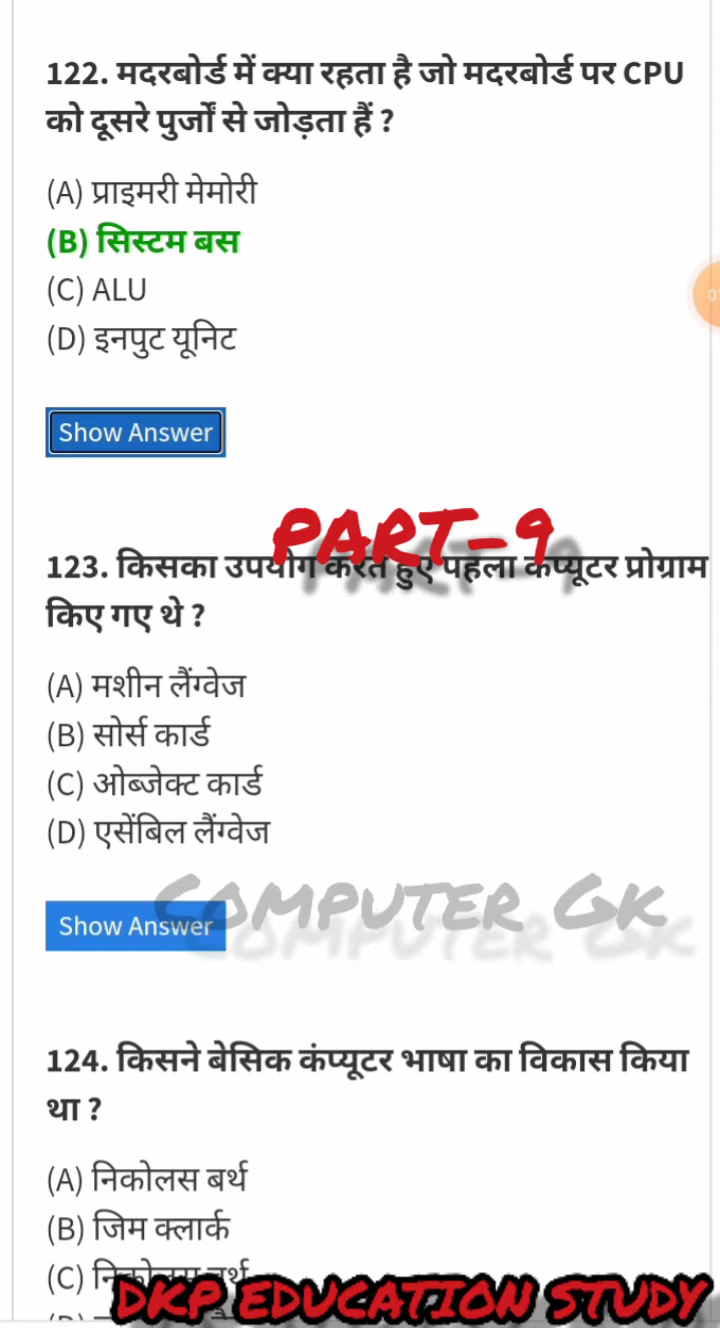 122. मदरबोर्ड में क्या रहता है जो मदरबोर्ड पर CPU
को दूसरे पुर्जों से जोड़ता हैं ?
(A) प्राइमरी मेमोरी
(B) सिस्टम बस
(C) ALU
(D) इनपुट यूनिट
Show Answer
PART-9
123. किसका उपयोग करते हुए पहला कंप्यूटर प्रोग्राम
किए गए थे ?
(A) मशीन लैंग्वेज
(B) सोर्स कार्ड
(C) ओब्जेक्ट कार्ड
(D) एसेंबिल लैंग्वेज
COMPUTER GK
Show Answer
124. किसने बेसिक कंप्यूटर भाषा का विकास किया
था ?
(A) निकोलस बर्थ
(B) जिम क्लार्क
(C)
DKP EDUCATION STUDY